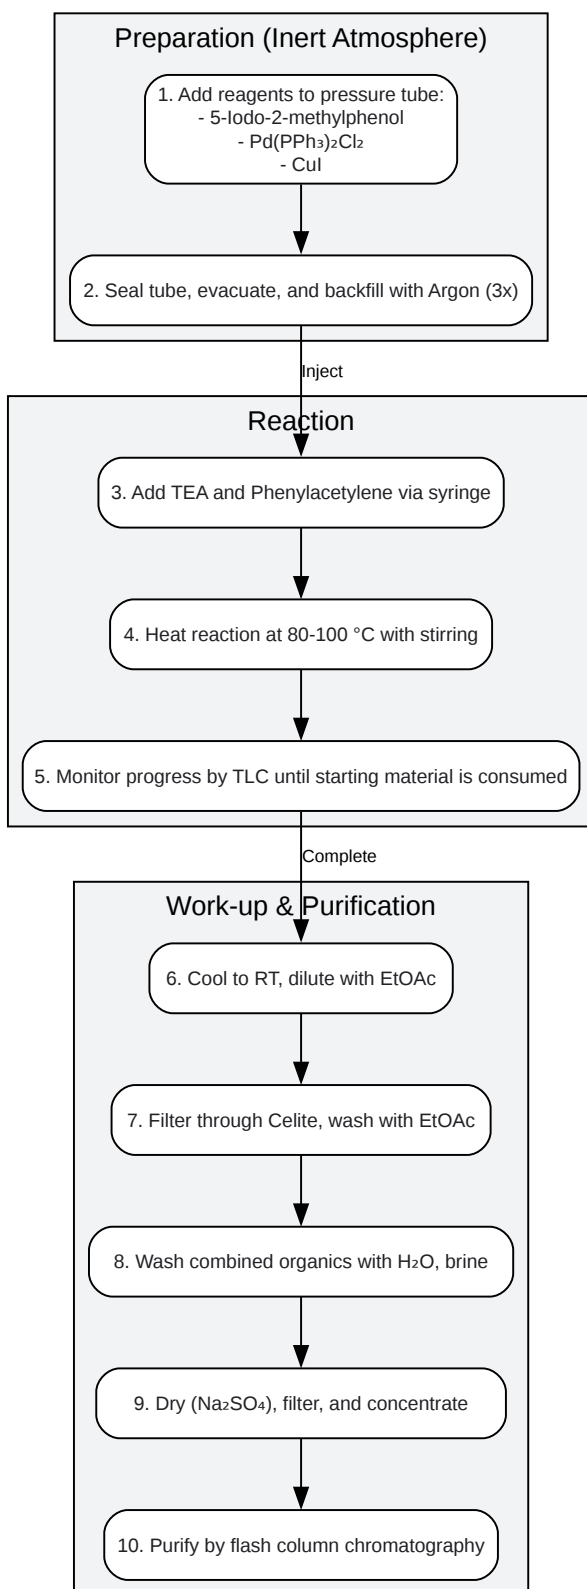 Preparation (Inert Atmosphere)
1. Add reagents to pressure tube:
- 5-Iodo-2-methylphenol
- Pd(PPh₃)₂Cl₂
- CuI
2. Seal tube, evacuate, and backfill with Argon (3x)
Inject
Reaction
3. Add TEA and Phenylacetylene via syringe
4. Heat reaction at 80-100 °C with stirring
5. Monitor progress by TLC until starting material is consumed
Complete
Work-up & Purification
6. Cool to RT, dilute with EtOAc
7. Filter through Celite, wash with EtOAc
8. Wash combined organics with H₂O, brine
9. Dry (Na₂SO₄), filter, and concentrate
10. Purify by flash column chromatography